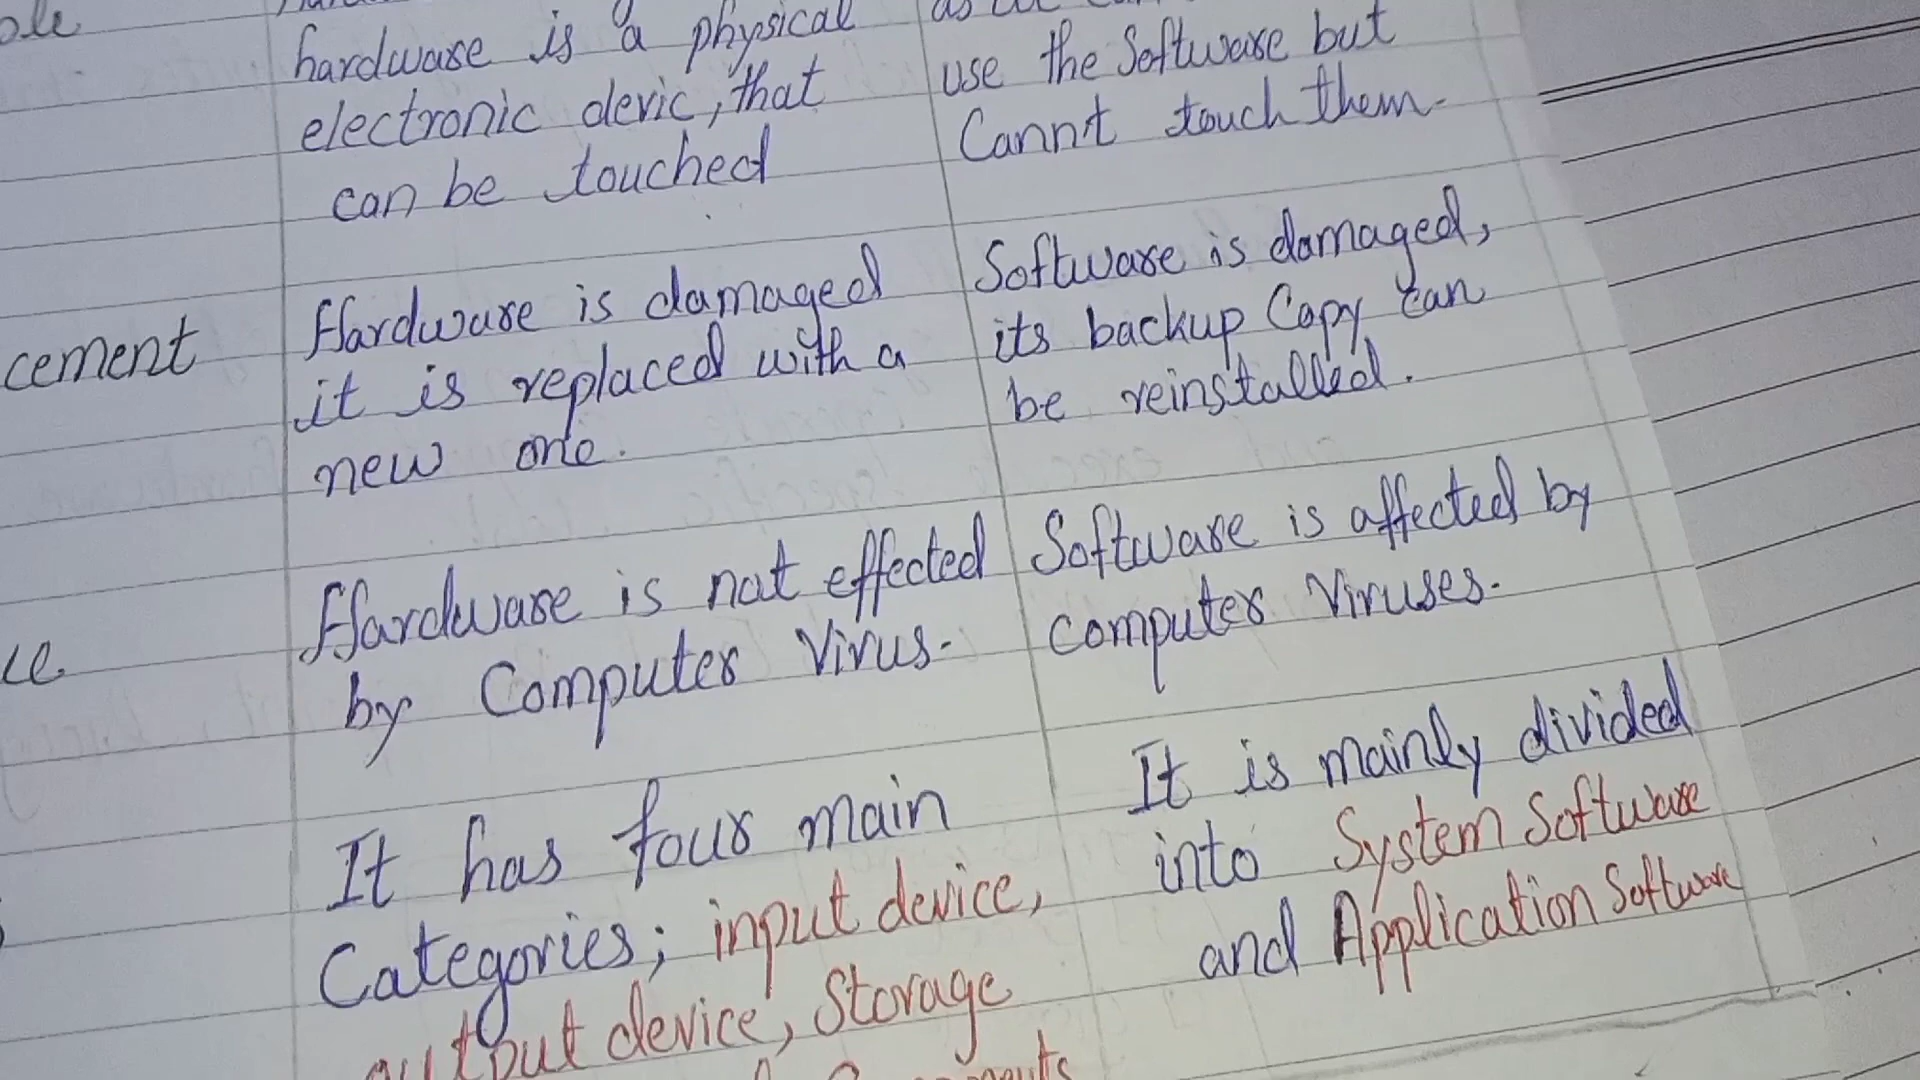 hardware is a physical
electronic devic, that
can be touched
use the Software but
Cannt touch them.
cement
Hardware is damaged
it is replaced with a
new one.
Software is damaged,
its backup Copy can
be reinstalled.
Hardware is not effected
by Computer Virus.
Software is affected by
Computer Viruses.
It has four main
Categories; input device,
output device, Storage
It is mainly divided
into System Software
and Application Software